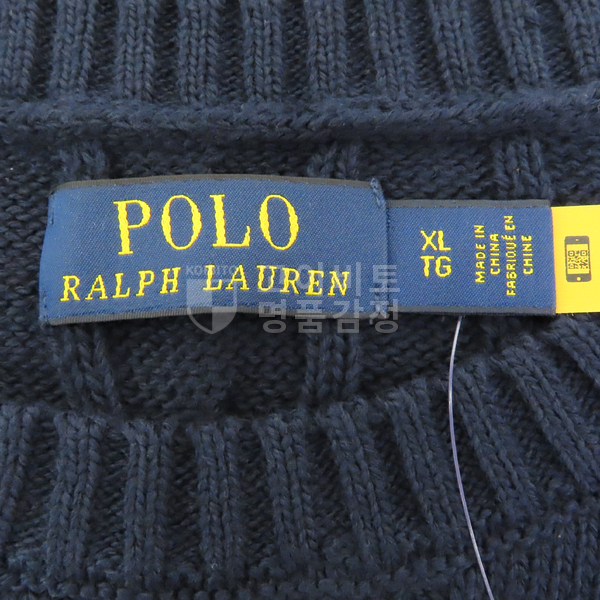 POLO
RALPH LAUREN
XL
TG
MADE IN
CHINA
FABRIQUÉ EN
CHINE
명품감정